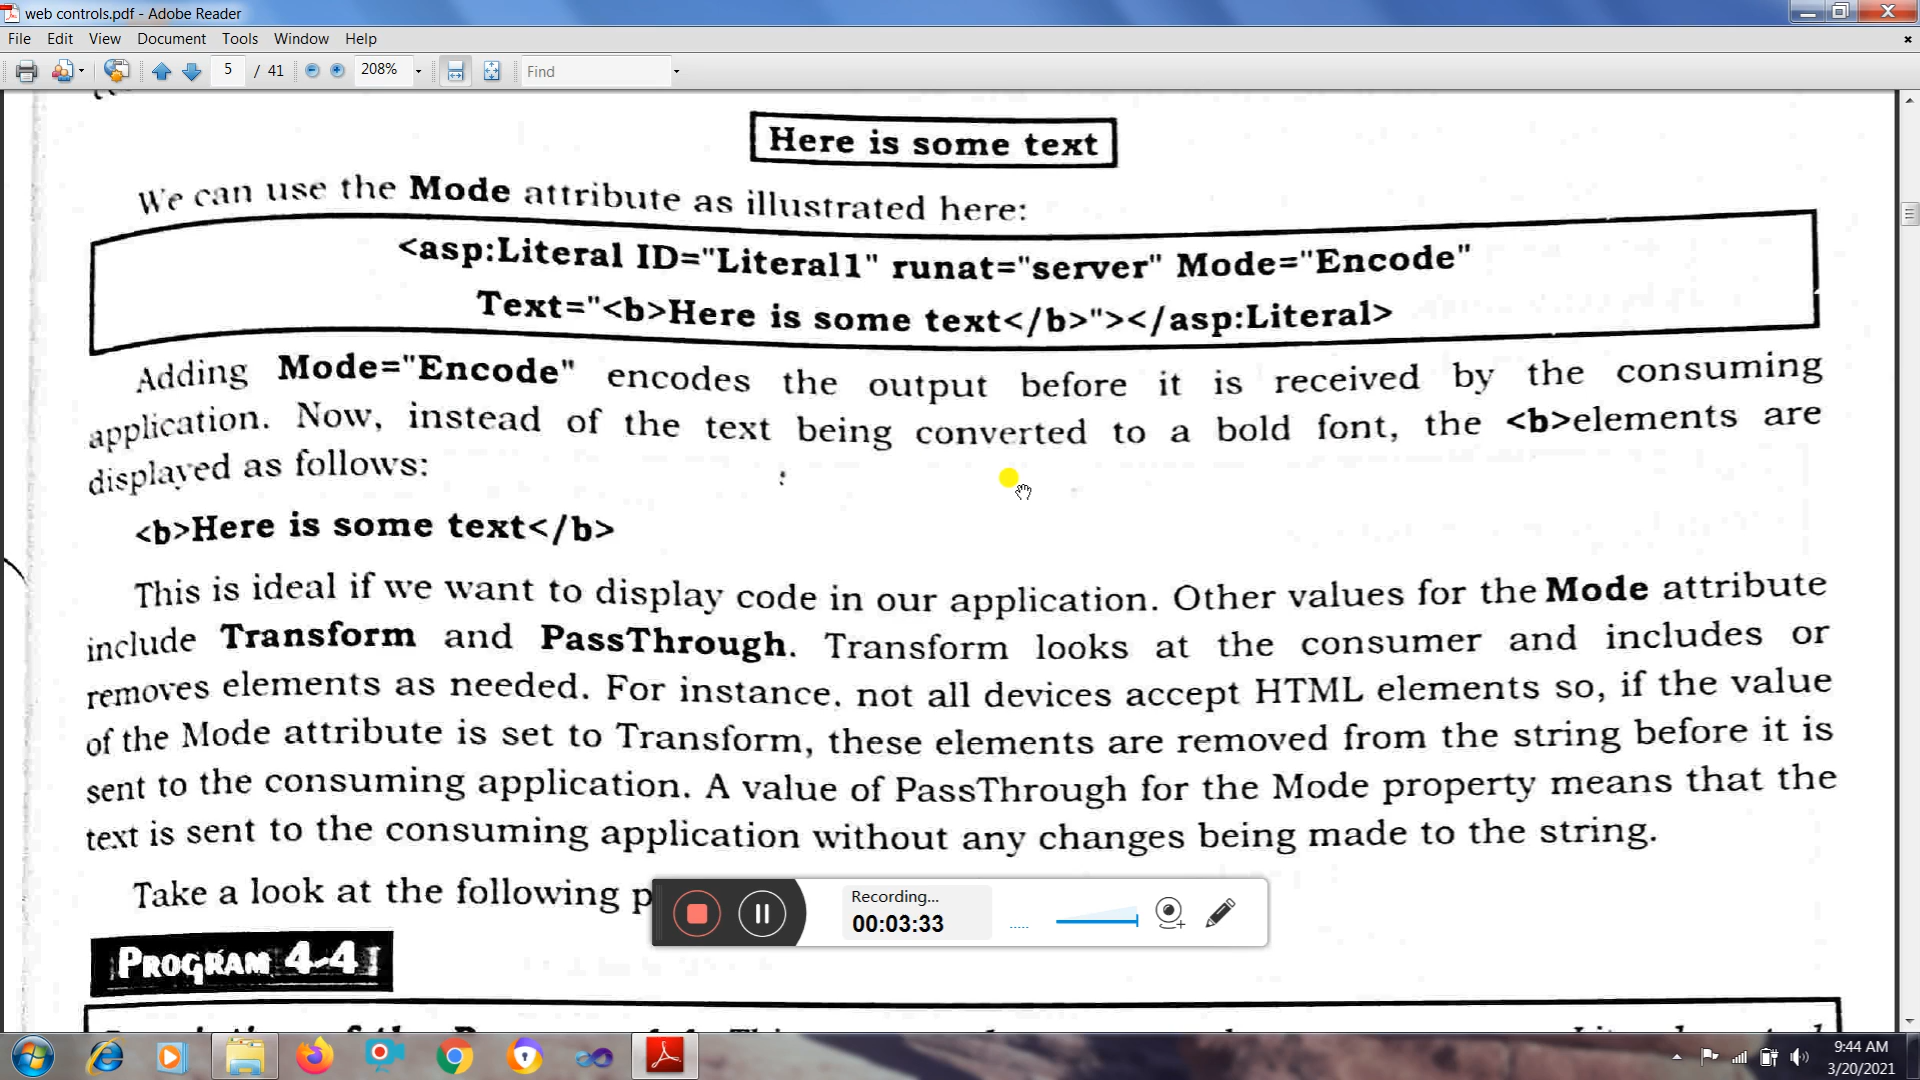 web controls.pdf - Adobe Reader
File Edit View Document Tools Window Help
5 / 41 208% Find
Here is some text
We can use the Mode attribute as illustrated here:
<asp:Literal ID="Literal1" runat="server" Mode="Encode"
Text="<b>Here is some text</b>"></asp:Literal>
Adding Mode="Encode" encodes the output before it is received by the consuming
application. Now, instead of the text being converted to a bold font, the <b>elements are
displayed as follows:
<b>Here is some text</b>
This is ideal if we want to display code in our application. Other values for the Mode attribute
include Transform and PassThrough. Transform looks at the consumer and includes or
removes elements as needed. For instance, not all devices accept HTML elements so, if the value
of the Mode attribute is set to Transform, these elements are removed from the string before it is
sent to the consuming application. A value of PassThrough for the Mode property means that the
text is sent to the consuming application without any changes being made to the string.
Take a look at the following p
Recording...
00:03:33
PROGRAM 4-4
9:44 AM
3/20/2021